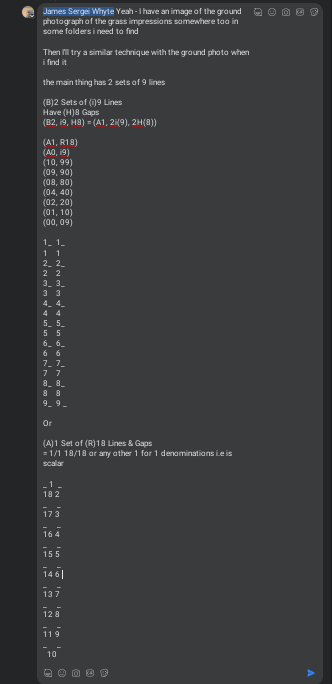 James Sergei Whyte Yeah - I have an image of the ground
photograph of the grass impressions somewhere too in
some folders i need to find
Then I'll try a similar technique with the ground photo when
i find it
the main thing has 2 sets of 9 lines
(B)2 Sets of (i)9 Lines
Have (H)8 Gaps
(B2, i9, H8) = (A1, 2i(9), 2H(8))
(A1, R18)
(A0, i9)
(10, 99)
(09, 90)
(08, 80)
(04, 40)
(02, 20)
(01, 10)
(00, 09)
1_ 1_
1 1
2_ 2_
2 2
3_ 3_
3 3
4_ 4_
4 4
5_ 5_
5 5
6_ 6_
6 6
7_ 7_
7 7
8_ 8_
8 8
9_ 9_
Or
(A)1 Set of (R)18 Lines & Gaps
= 1/1 18/18 or any other 1 for 1 denominations i.e is
scalar
_ 1 _
18 2
_ _
17 3
_ _
16 4
_ _
15 5
_ _
14 6
_ _
13 7
_ _
12 8
_ _
11 9
_ _
10